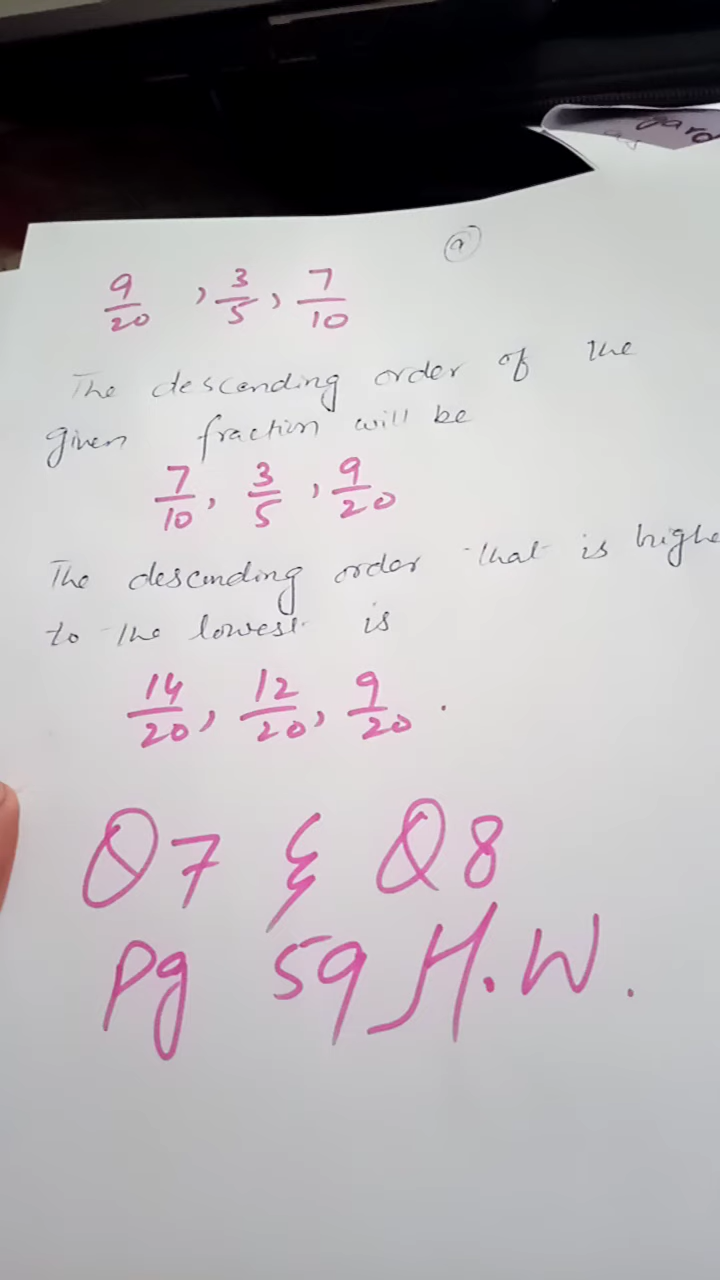 gard
9
9/20 , 3/5 , 7/10
The descending order of the
given fraction will be
7/10, 3/5, 9/20
The descending order that is highe
to the lowest is
14/20, 12/20, 9/20.
Q7 & Q8
Pg 59 H.W.